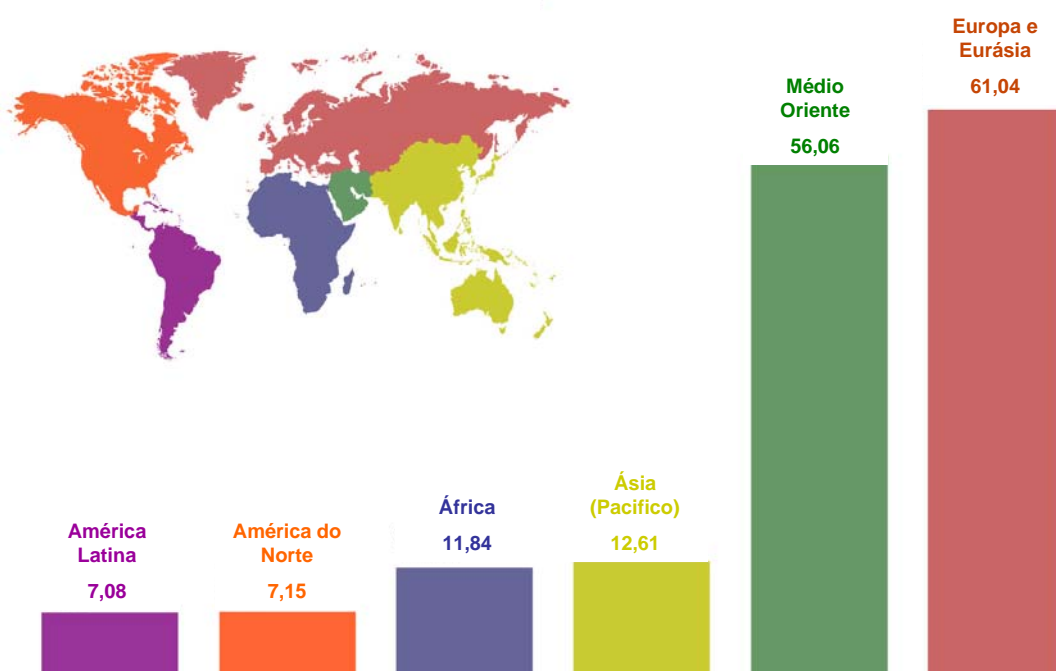 América
Latina
7,08
América do
Norte
7,15
África
11,84
Ásia
(Pacifico)
12,61
Médio
Oriente
56,06
Europa e
Eurásia
61,04